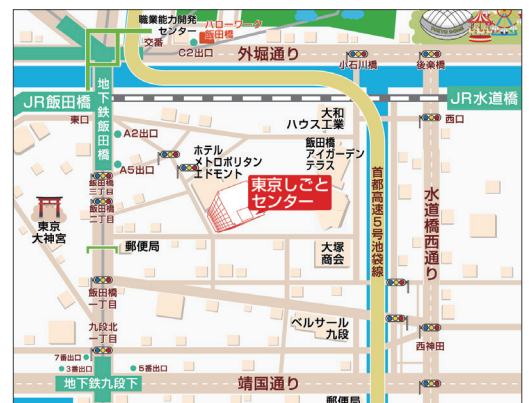 職業能力開発
センター
ハローワーク
飯田橋
交番
C2出口
外堀通り
小石川橋
後楽橋
JR飯田橋
地下鉄飯田橋
JR水道橋
東口
A2出口
大和
ハウス工業
西口
ホテル
メトロポリタン
エドモント
飯田橋
アイガーデン
テラス
A5出口
飯田橋
三丁目
東京しごと
センター
首都高速5号池袋線
水道橋西通り
飯田橋
二丁目
東京
大神宮
郵便局
大塚
商会
飯田橋
一丁目
ベルサール
九段
九段北
一丁目
西神田
7番出口
3番出口
5番出口
地下鉄九段下
靖国通り
郵便局